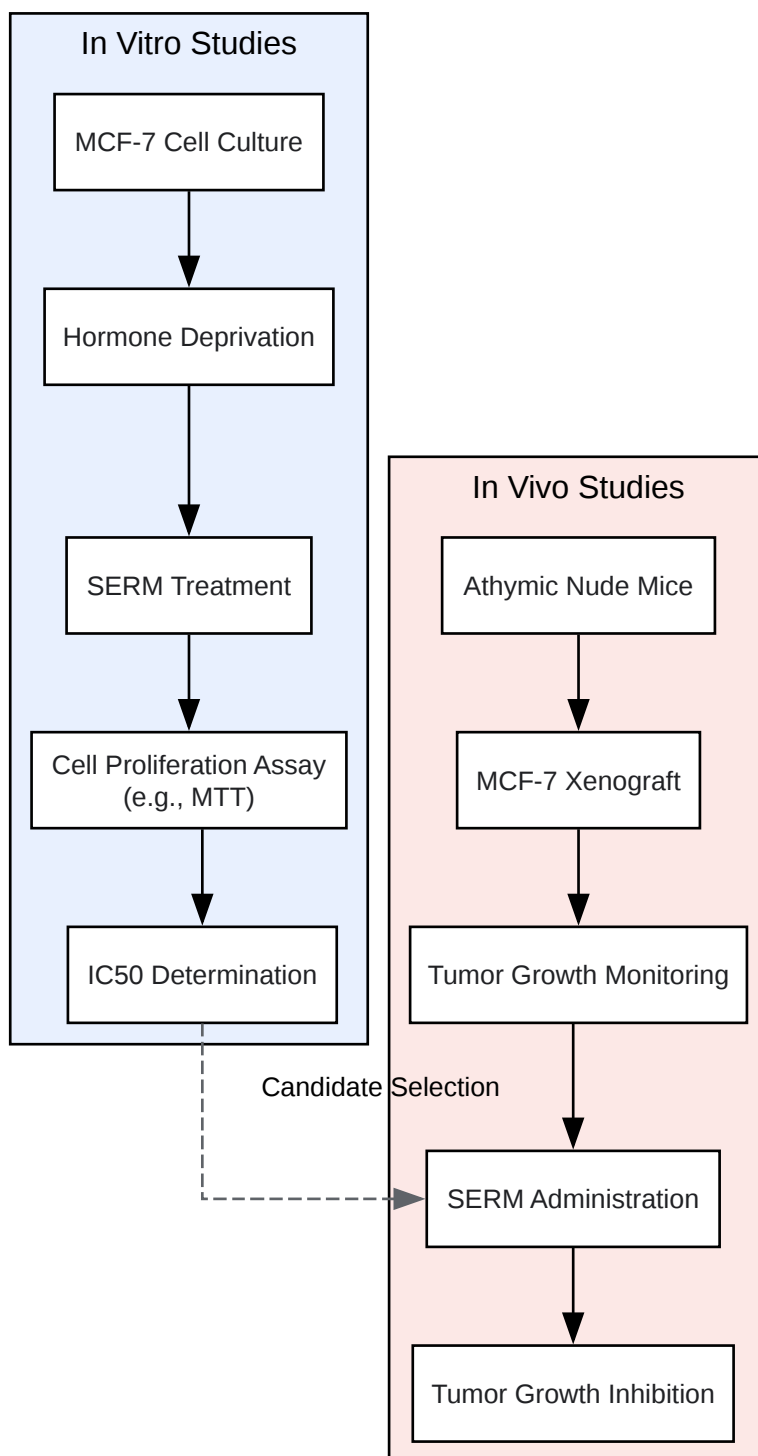 In Vitro Studies
MCF-7 Cell Culture
Hormone Deprivation
SERM Treatment
Cell Proliferation Assay
(e.g., MTT)
IC50 Determination
Candidate Selection
In Vivo Studies
Athymic Nude Mice
MCF-7 Xenograft
Tumor Growth Monitoring
SERM Administration
Tumor Growth Inhibition